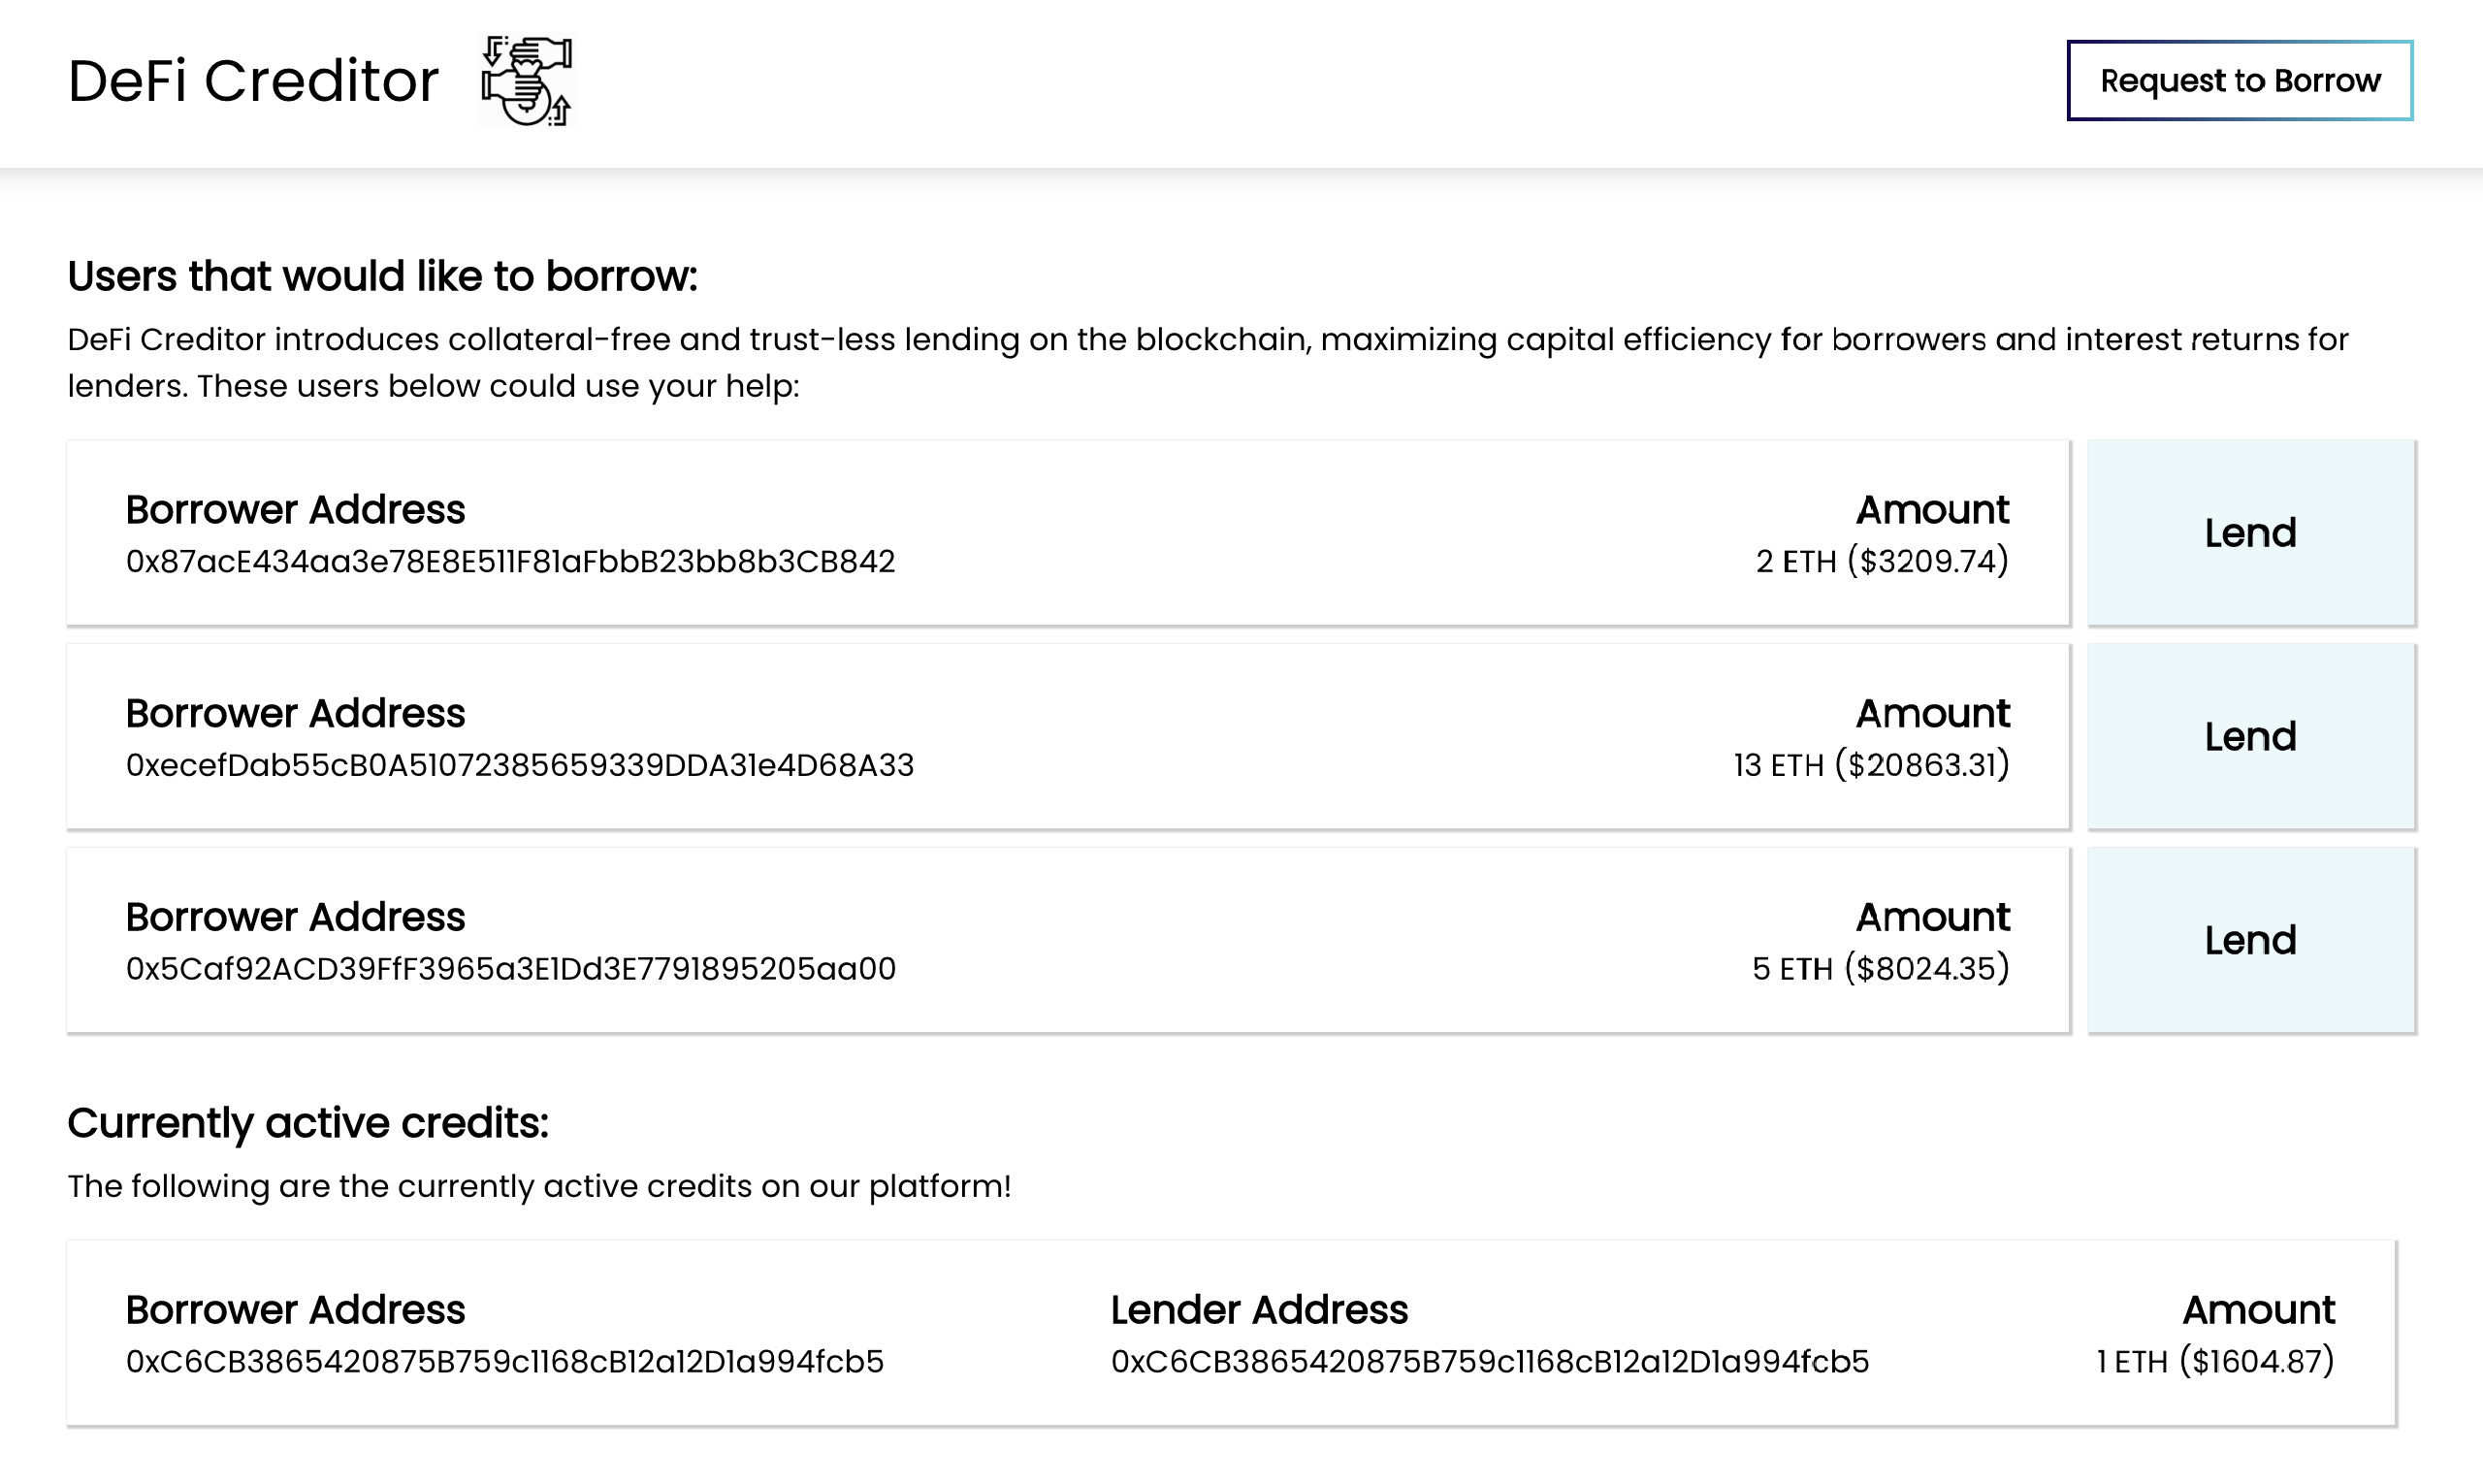 DeFi Creditor
Request to Borrow
Users that would like to borrow:
DeFi Creditor introduces collateral-free and trust-less lending on the blockchain, maximizing capital efficiency for borrowers and interest returns for
lenders. These users below could use your help:
Borrower Address
0x87acE434aa3e78E8E511F81aFbbB23bb8b3CB842
Amount
2 ETH ($3209.74)
Lend
Borrower Address
0xecefDab55cB0A51072385659339DDA31e4D68A33
Amount
13 ETH ($20863.31)
Lend
Borrower Address
0x5Caf92ACD39FfF3965a3E1Dd3E7791895205aa00
Amount
5 ETH ($8024.35)
Lend
Currently active credits:
The following are the currently active credits on our platform!
Borrower Address
0xC6CB3865420875B759c1168cB12a12D1a994fcb5
Lender Address
0xC6CB3865420875B759c1168cB12a12D1a994fcb5
Amount
1 ETH ($1604.87)